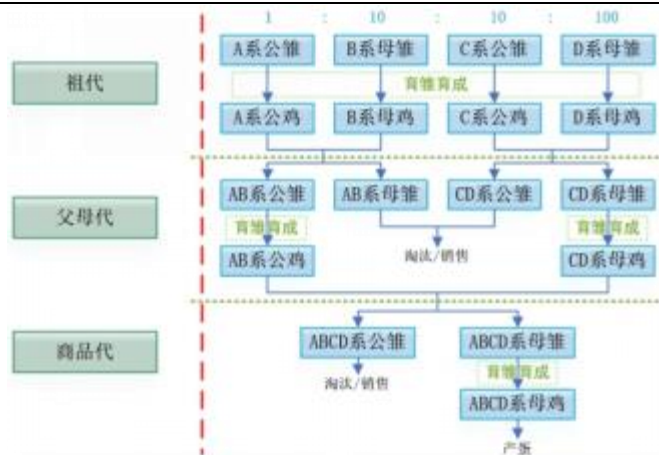 1 : 10 : 10 : 100
A系公雏 B系母雏 C系公雏 D系母雏
祖代
育雏育成
A系公鸡 B系母鸡 C系公鸡 D系母鸡
AB系公雏 AB系母雏 CD系公雏 CD系母雏
父母代
育雏育成 育雏育成
淘汰/销售
AB系公鸡 CD系母鸡
ABCD系公雏 ABCD系母雏
商品代
育雏育成
淘汰/销售
ABCD系母鸡
产蛋